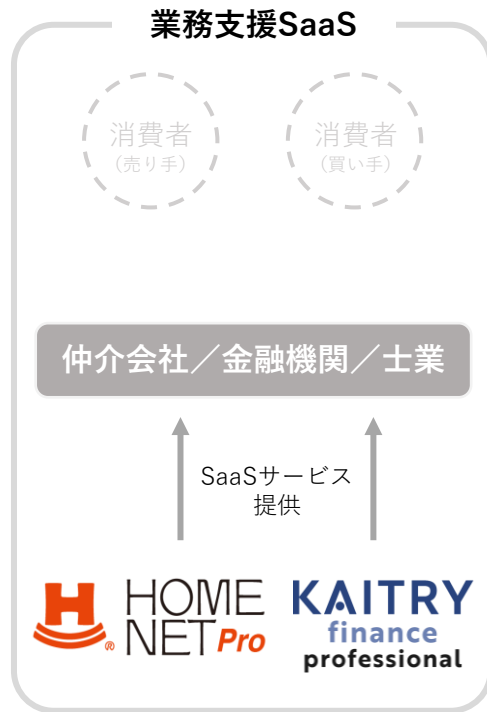 業務支援SaaS
消費者
(売り手)
消費者
(買い手)
仲介会社／金融機関／士業
SaaSサービス
提供
H
®
HOME
NET Pro
KAITRY
finance
professional